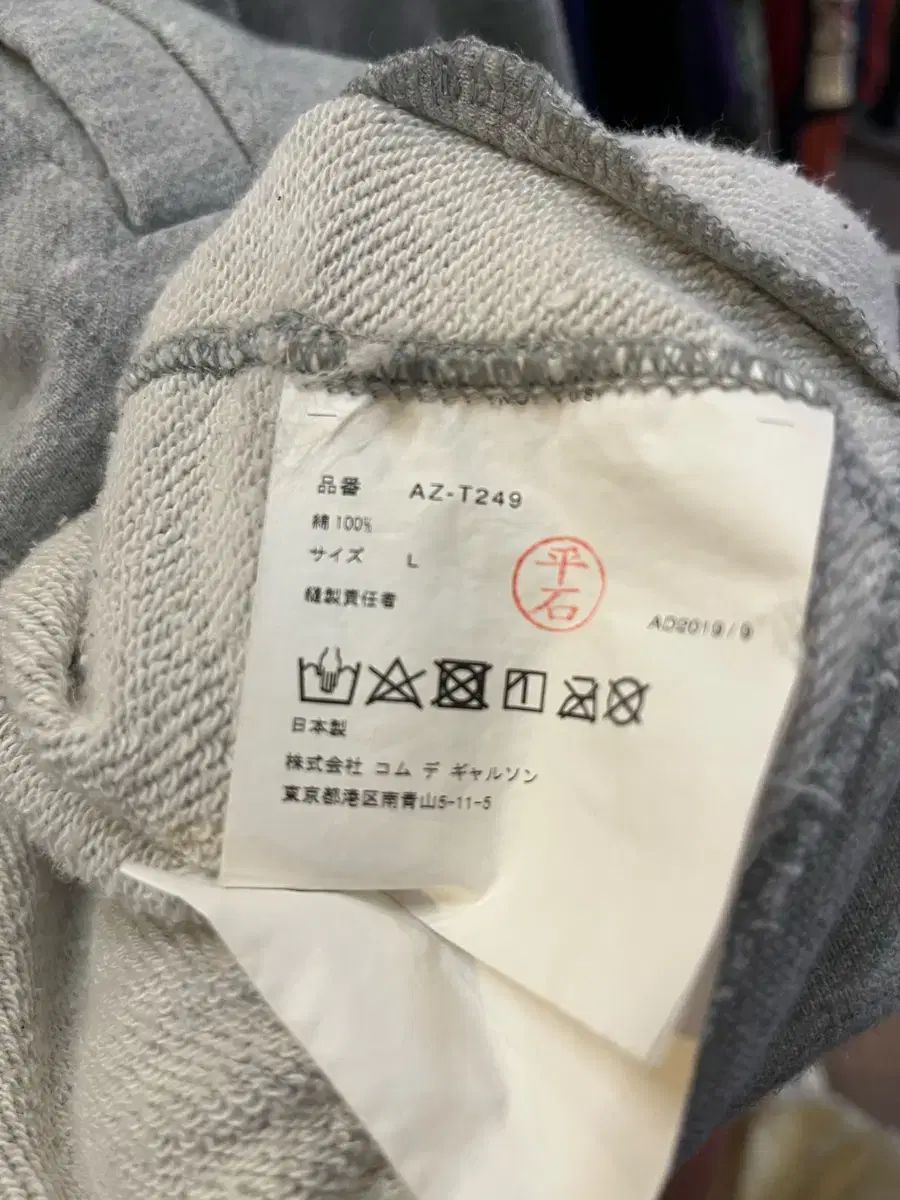 品番 AZ-T249
綿 100%
サイズ L
縫製責任者
平石
AD2019/9
日本製
株式会社 コム デ ギャルソン
東京都港区南青山5-11-5